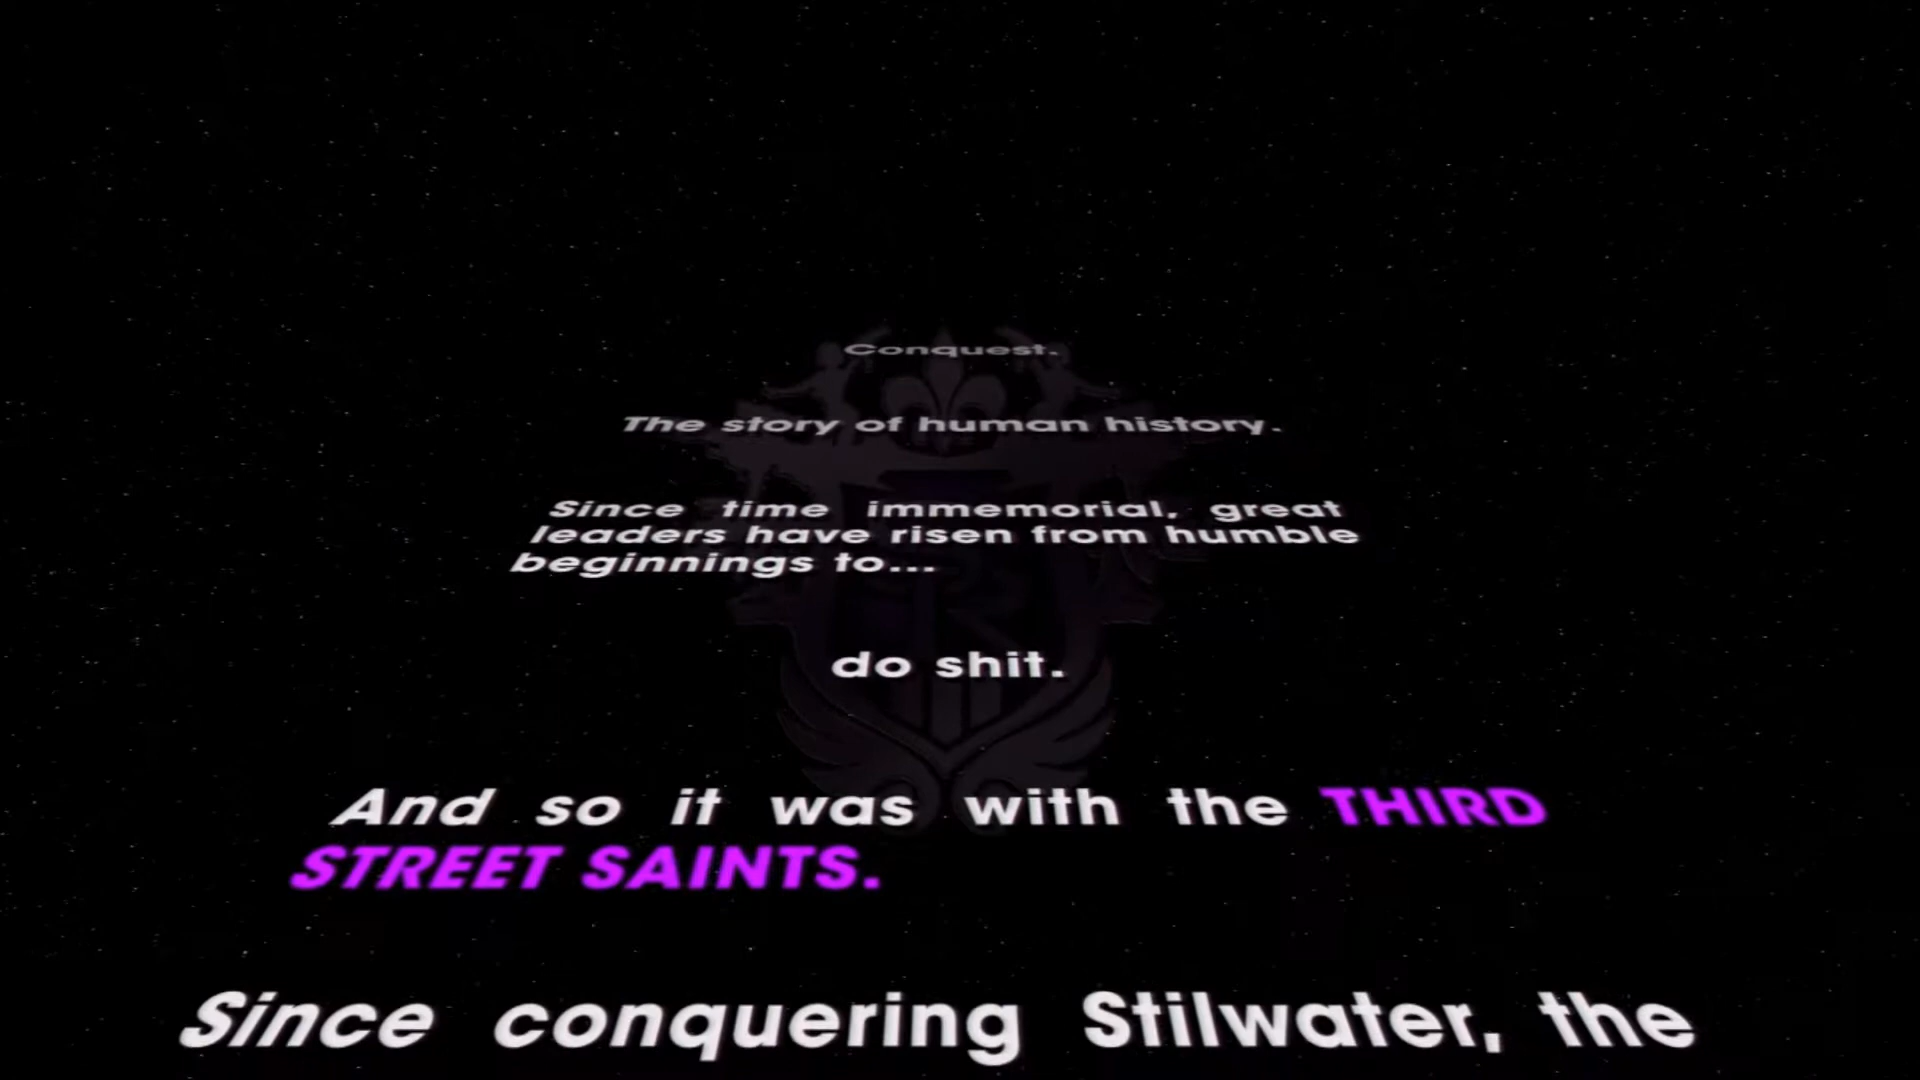 Conquest.
The story of human history.
Since time immemorial, great
leaders have risen from humble
beginnings to...
do shit.
And so it was with the THIRD
STREET SAINTS.
Since conquering Stilwater, the